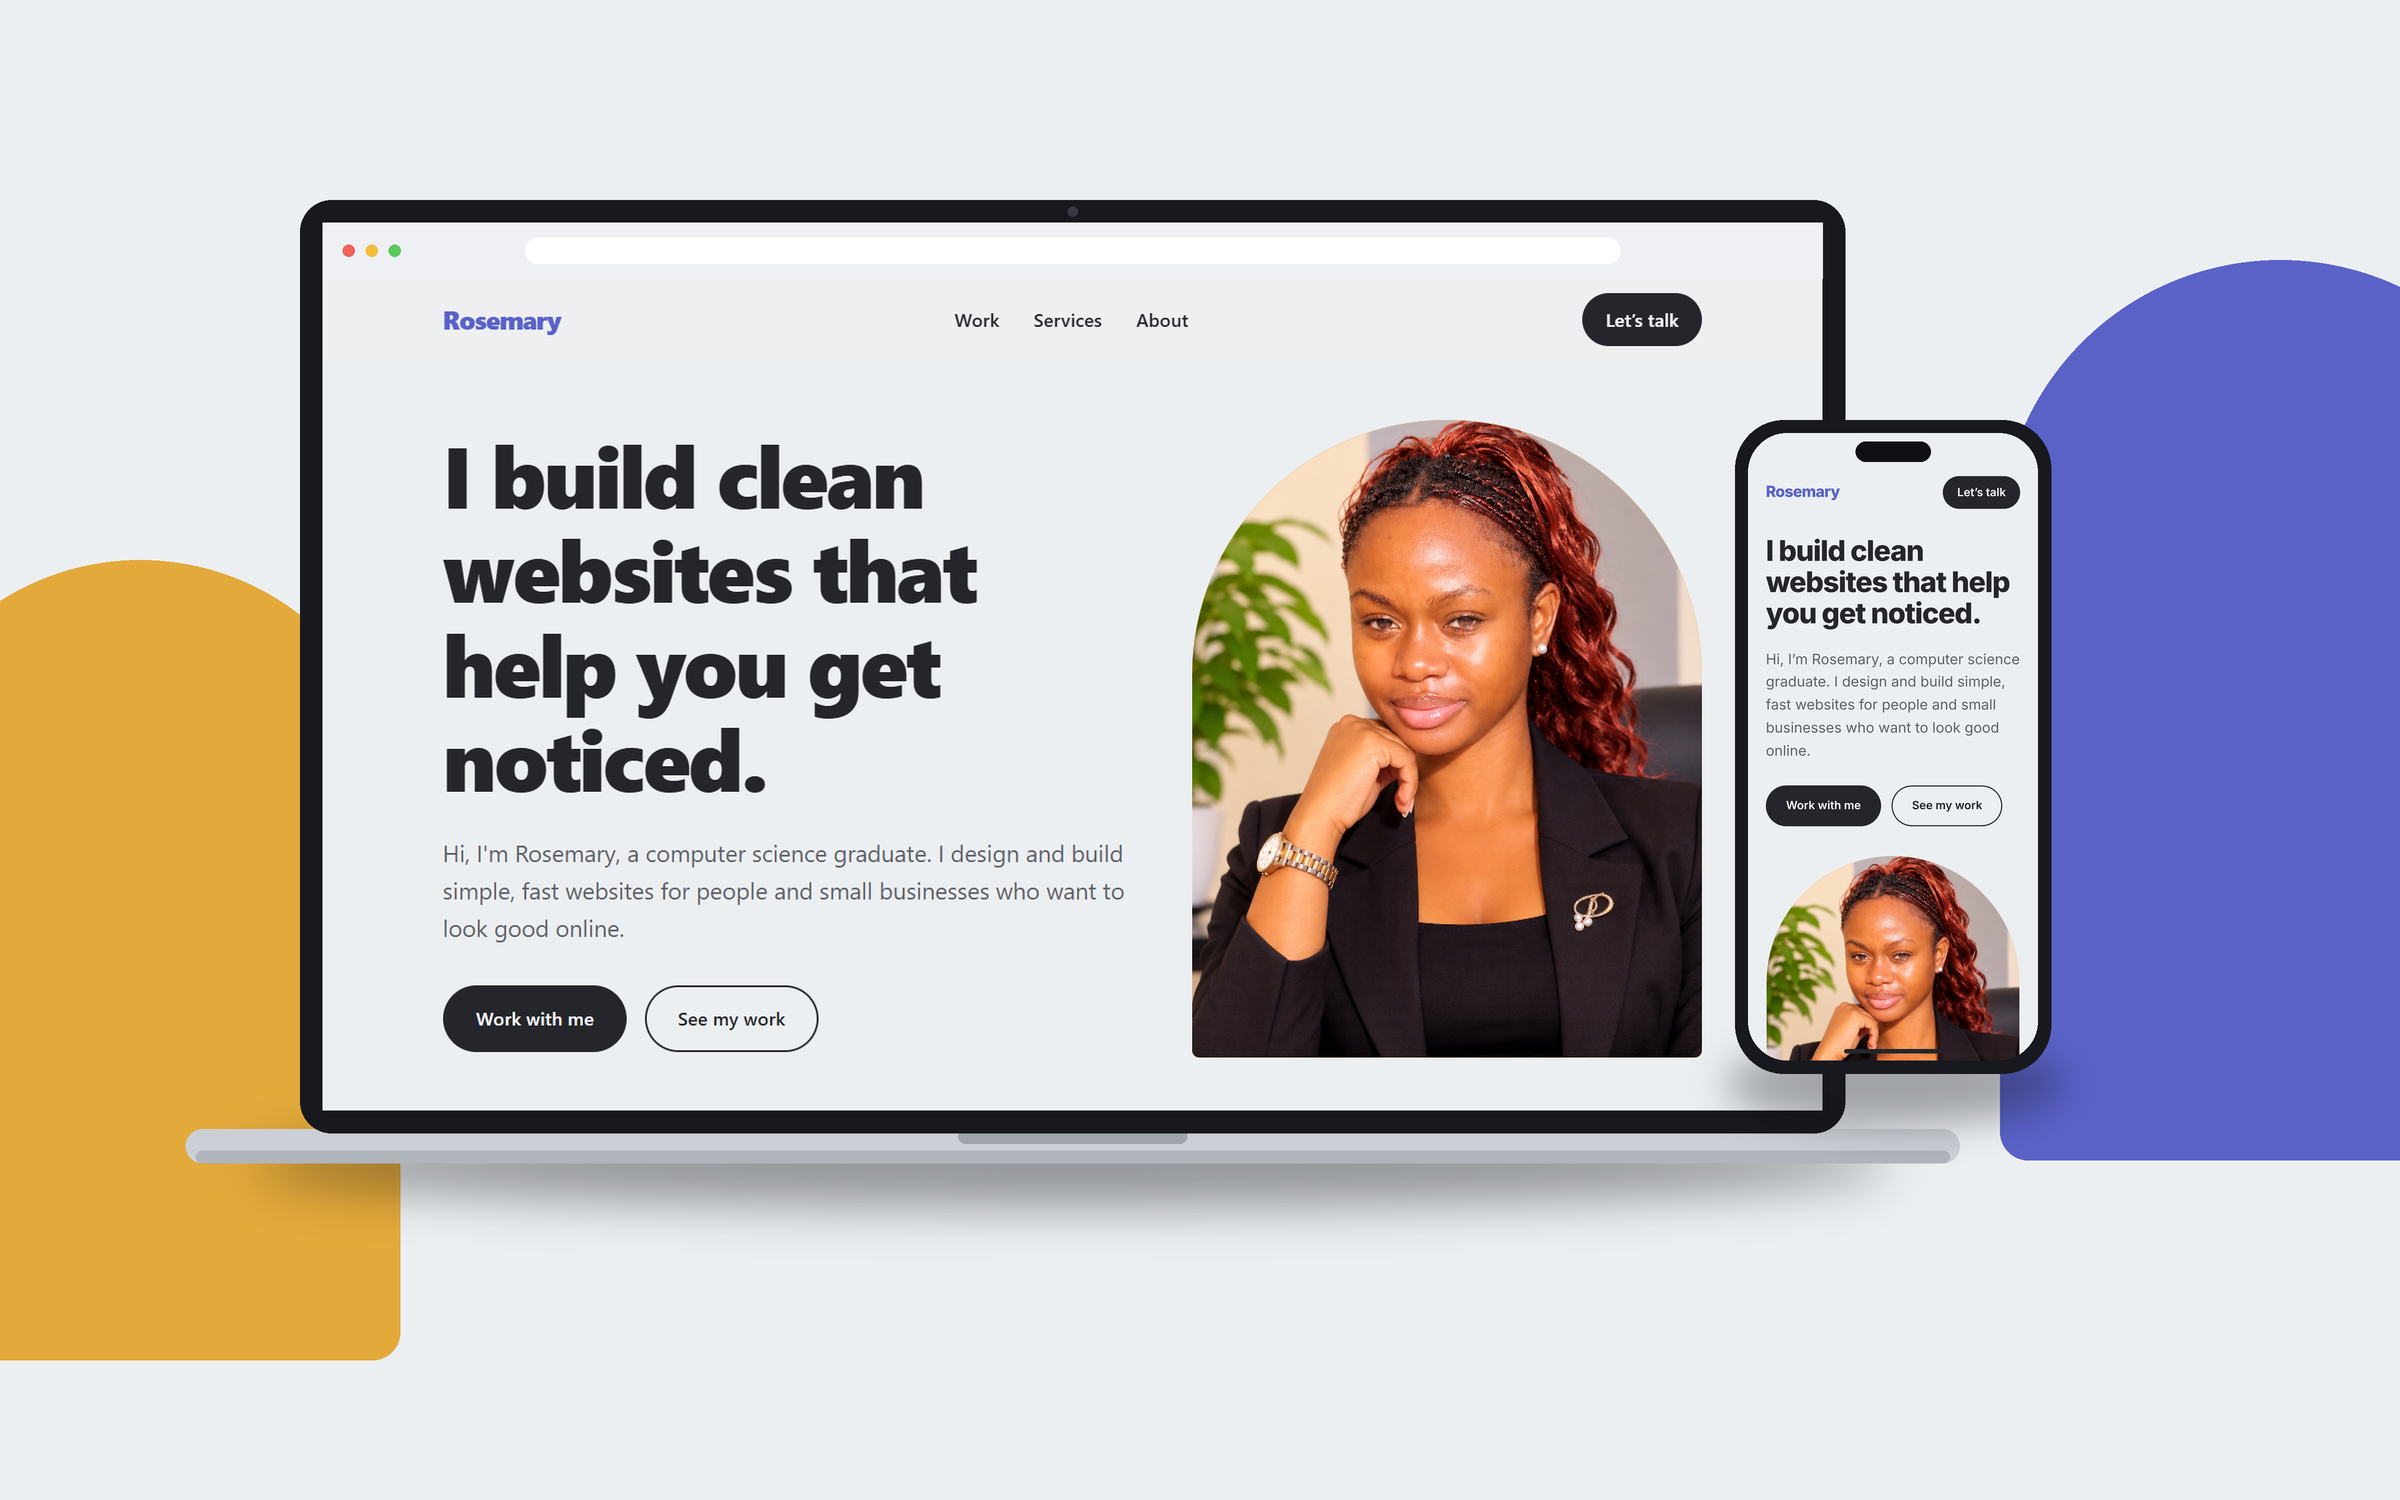 Rosemary
Work Services About
Let's talk
I build clean
websites that
help you get
noticed.
Hi, I'm Rosemary, a computer science graduate. I design and build
simple, fast websites for people and small businesses who want to
look good online.
Work with me
See my work
Rosemary
Let's talk
I build clean
websites that help
you get noticed.
Hi, I'm Rosemary, a computer science
graduate. I design and build simple,
fast websites for people and small
businesses who want to look good
online.
Work with me
See my work